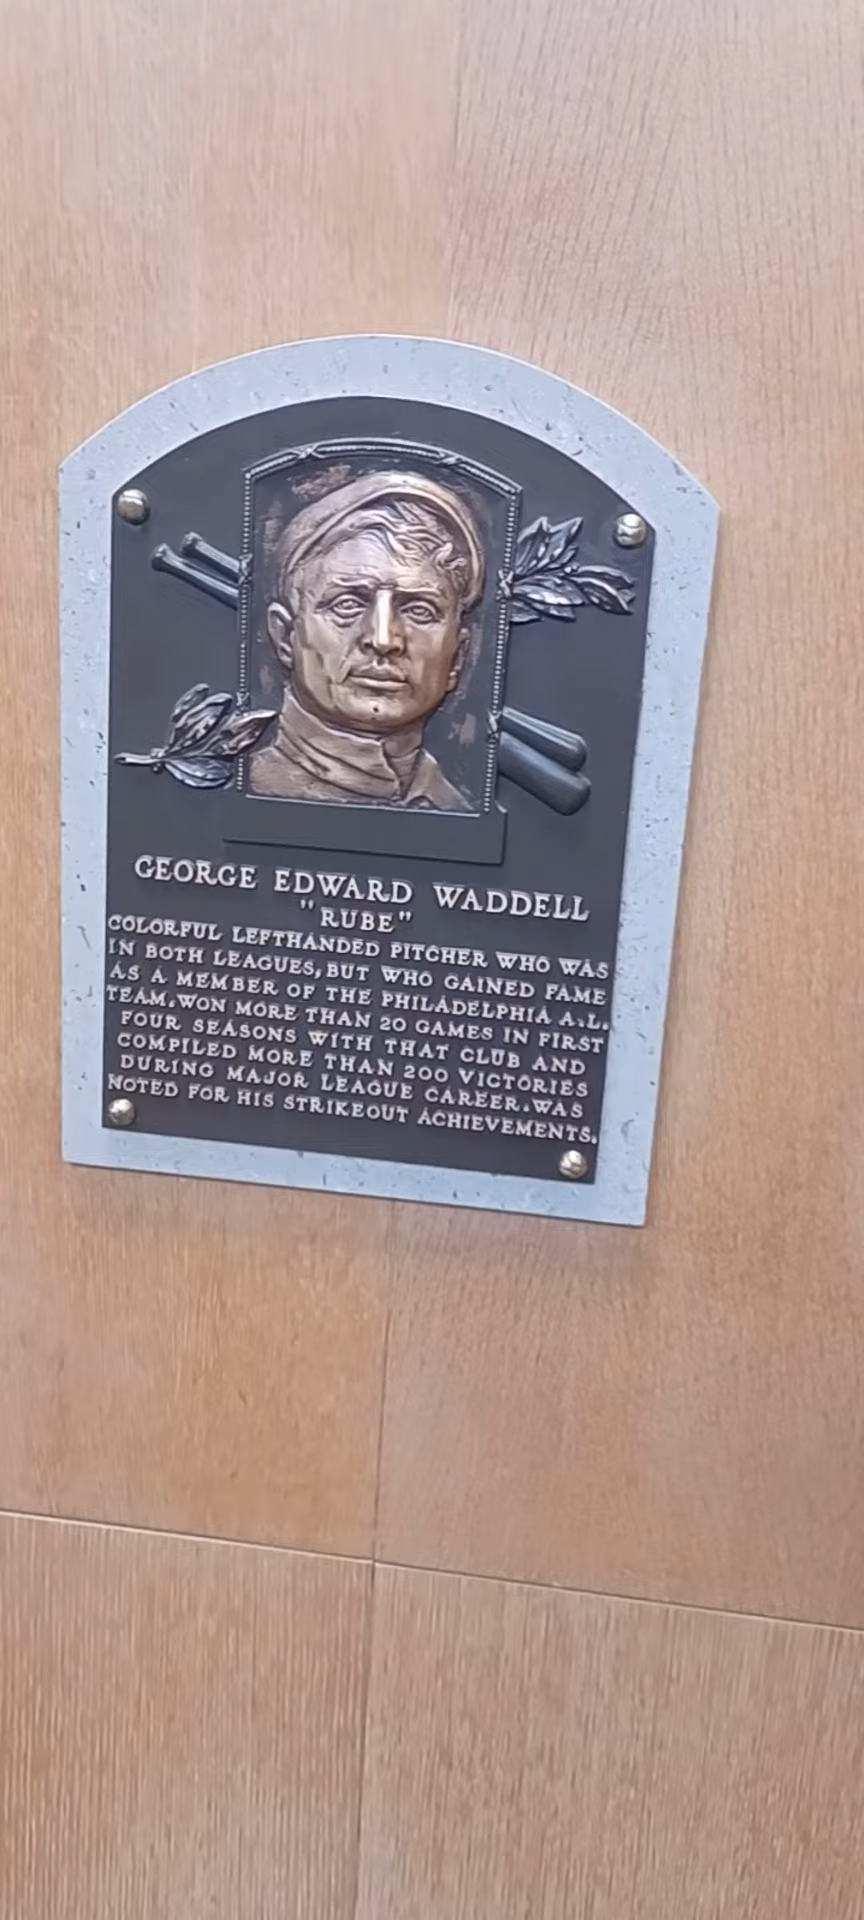 GEORGE EDWARD WADDELL
"RUBE"
COLORFUL LEFTHANDED PITCHER WHO WAS
IN BOTH LEAGUES, BUT WHO GAINED FAME
AS A MEMBER OF THE PHILADELPHIA A.L.
TEAM. WON MORE THAN 20 GAMES IN FIRST
FOUR SEASONS WITH THAT CLUB AND
COMPILED MORE THAN 200 VICTORIES
DURING MAJOR LEAGUE CAREER. WAS
NOTED FOR HIS STRIKEOUT ACHIEVEMENTS.